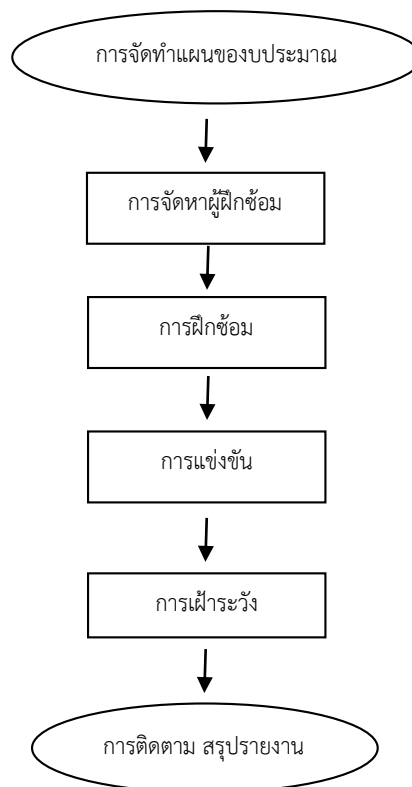 การจัดทำแผนของบประมาณ
การจัดหาผู้ฝึกซ้อม
การฝึกซ้อม
การแข่งขัน
การเฝ้าระวัง
การติดตาม สรุปรายงาน